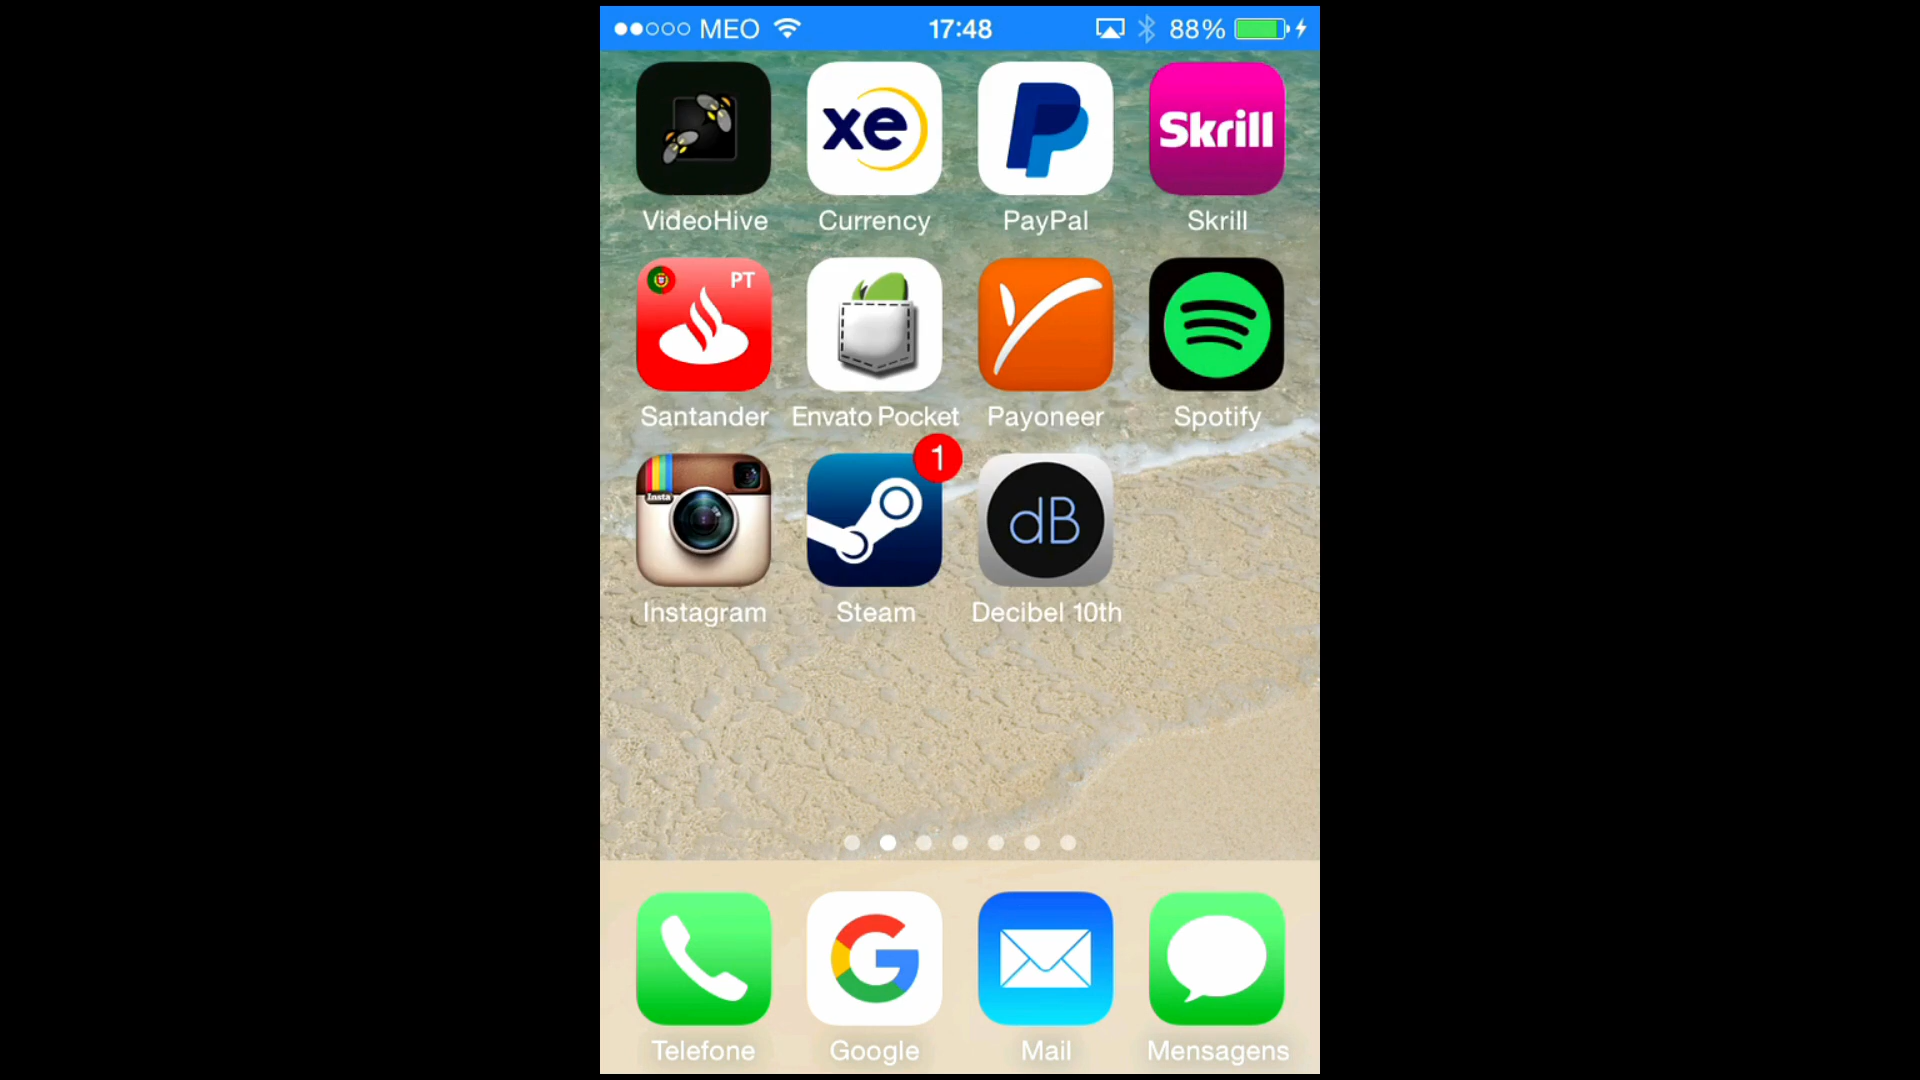 MEO 17:48 88%
xe Skrill
VideoHive Currency PayPal Skrill
PT
Santander Envato Pocket Payoneer Spotify
1
Insta dB
Instagram Steam Decibel 10th
G
Telefone Google Mail Mensagens